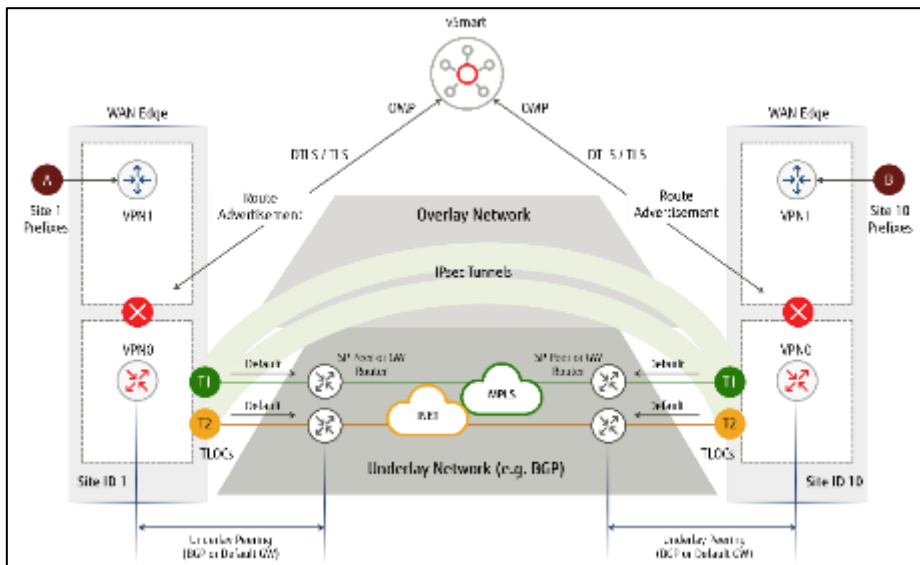 vSmart
OMP
OMP
WAN Edge
WAN Edge
DTLS / TLS
DTLS / TLS
A
Site 1
Prefixes
VPN1
Route
Advertisement
Overlay Network
Route
Advertisement
VPN1
B
Site 10
Prefixes
IPsec Tunnels
VPN0
VPN0
T1
Default
SP Peer or GW
Router
SP Peer or GW
Router
Default
T1
MPLS
INET
T2
Default
Default
T2
TLOCs
TLOCs
Underlay Network (e.g. BGP)
Site ID 1
Site ID 10
Underlay Peering
(BGP or Default GW)
Underlay Peering
(BGP or Default GW)